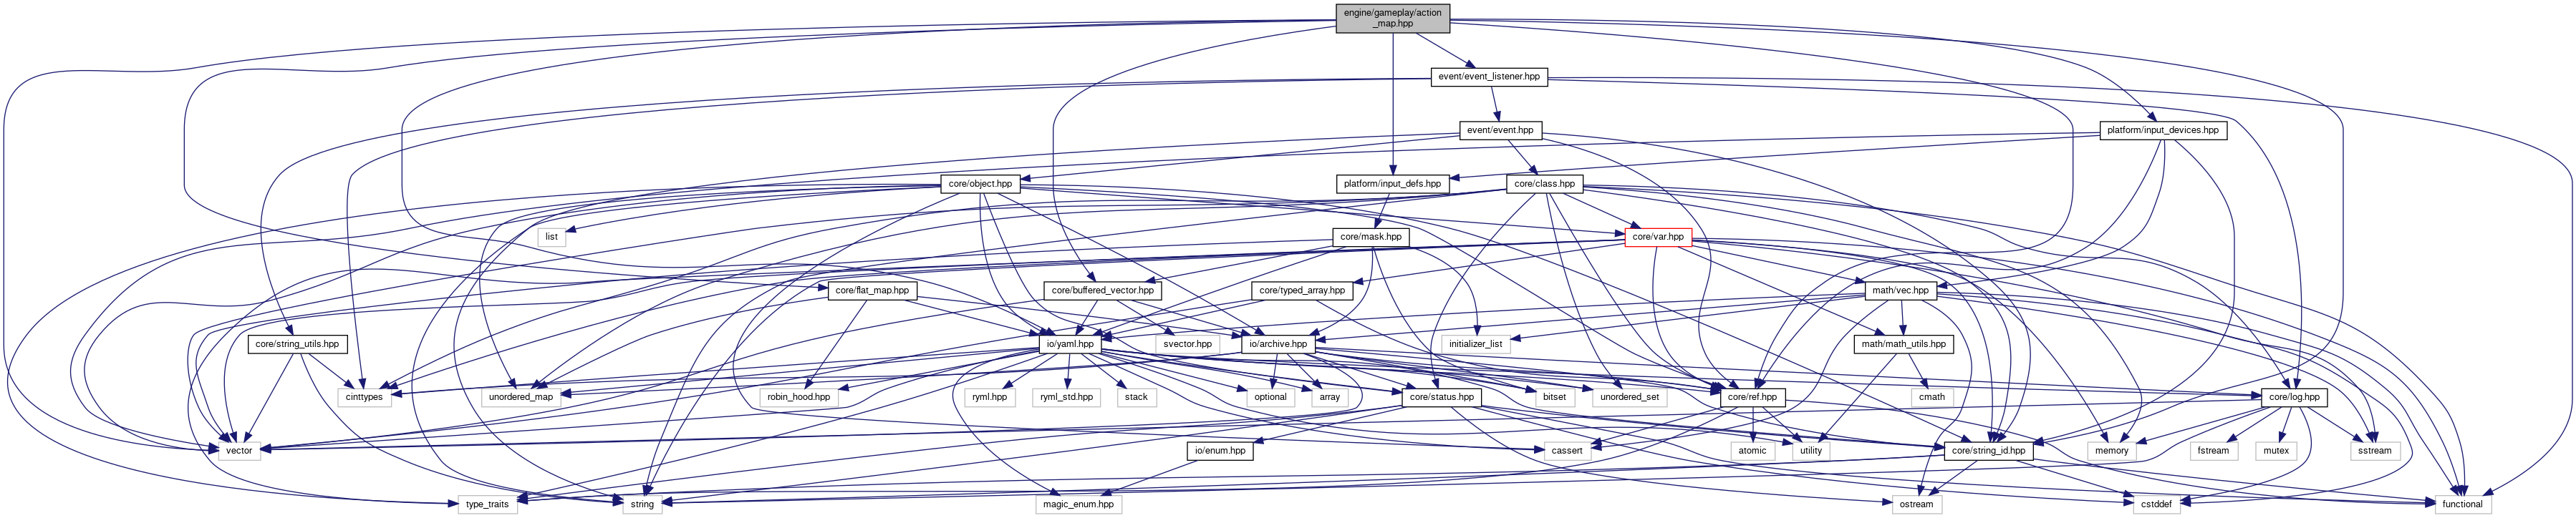 engine/gameplay/action
_map.hpp
event/event_listener.hpp
event/event.hpp
platform/input_devices.hpp
core/object.hpp
platform/input_defs.hpp
core/class.hpp
list
core/mask.hpp
core/var.hpp
core/flat_map.hpp
core/buffered_vector.hpp
core/typed_array.hpp
math/vec.hpp
core/string_utils.hpp
io/yaml.hpp
svector.hpp
io/archive.hpp
initializer_list
math/math_utils.hpp
cinttypes
unordered_map
robin_hood.hpp
ryml.hpp
ryml_std.hpp
stack
optional
array
core/status.hpp
bitset
unordered_set
core/ref.hpp
cmath
core/log.hpp
vector
io/enum.hpp
cassert
atomic
utility
core/string_id.hpp
memory
fstream
mutex
sstream
type_traits
string
magic_enum.hpp
ostream
cstddef
functional